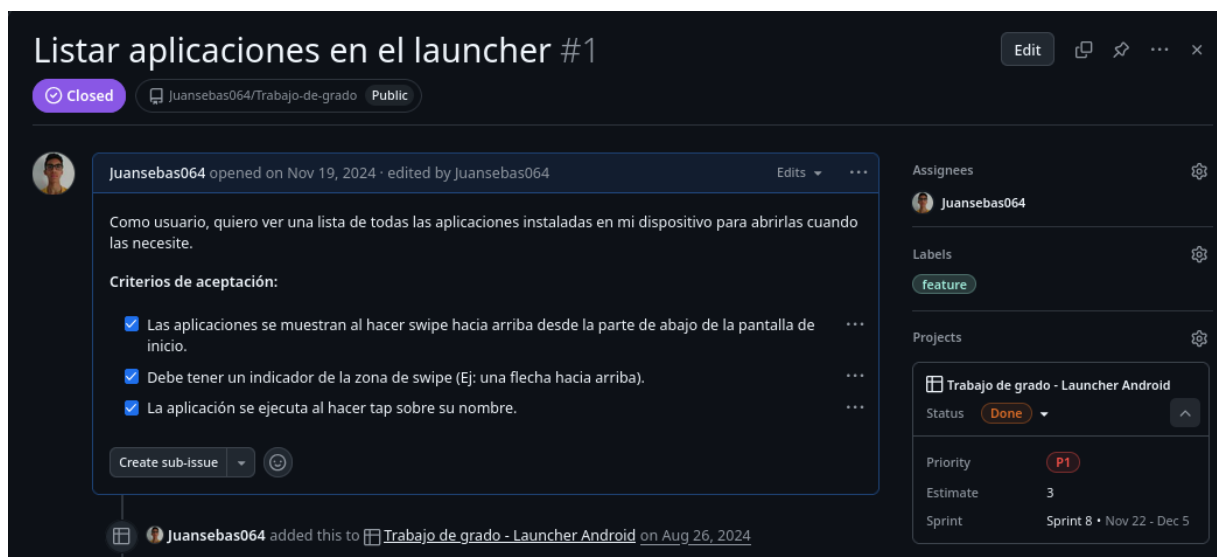 Listar aplicaciones en el launcher #1
Edit
Closed
Juansebas064/Trabajo-de-grado Public
Juansebas064 opened on Nov 19, 2024 · edited by Juansebas064
Edits
Como usuario, quiero ver una lista de todas las aplicaciones instaladas en mi dispositivo para abrirlas cuando
las necesite.
Criterios de aceptación:
Las aplicaciones se muestran al hacer swipe hacia arriba desde la parte de abajo de la pantalla de
inicio.
Debe tener un indicador de la zona de swipe (Ej: una flecha hacia arriba).
La aplicación se ejecuta al hacer tap sobre su nombre.
Create sub-issue
Juansebas064 added this to Trabajo de grado - Launcher Android on Aug 26, 2024
Assignees
Juansebas064
Labels
feature
Projects
Trabajo de grado - Launcher Android
Status Done
Priority P1
Estimate 3
Sprint Sprint 8 • Nov 22 - Dec 5